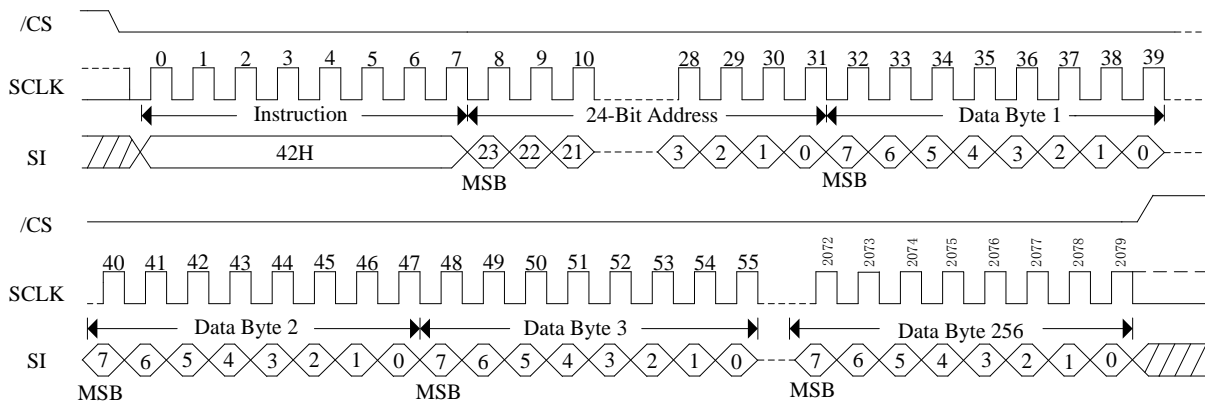 /CS
0 1 2 3 4 5 6 7 8 9 10 28 29 30 31 32 33 34 35 36 37 38 39
SCLK
Instruction 24-Bit Address Data Byte 1
SI 42H 23 22 21 3 2 1 0 7 6 5 4 3 2 1 0
MSB MSB
/CS
40 41 42 43 44 45 46 47 48 49 50 51 52 53 54 55 2072 2073 2074 2075 2076 2077 2078 2079
SCLK
Data Byte 2 Data Byte 3 Data Byte 256
SI 7 6 5 4 3 2 1 0 7 6 5 4 3 2 1 0 7 6 5 4 3 2 1 0
MSB MSB MSB